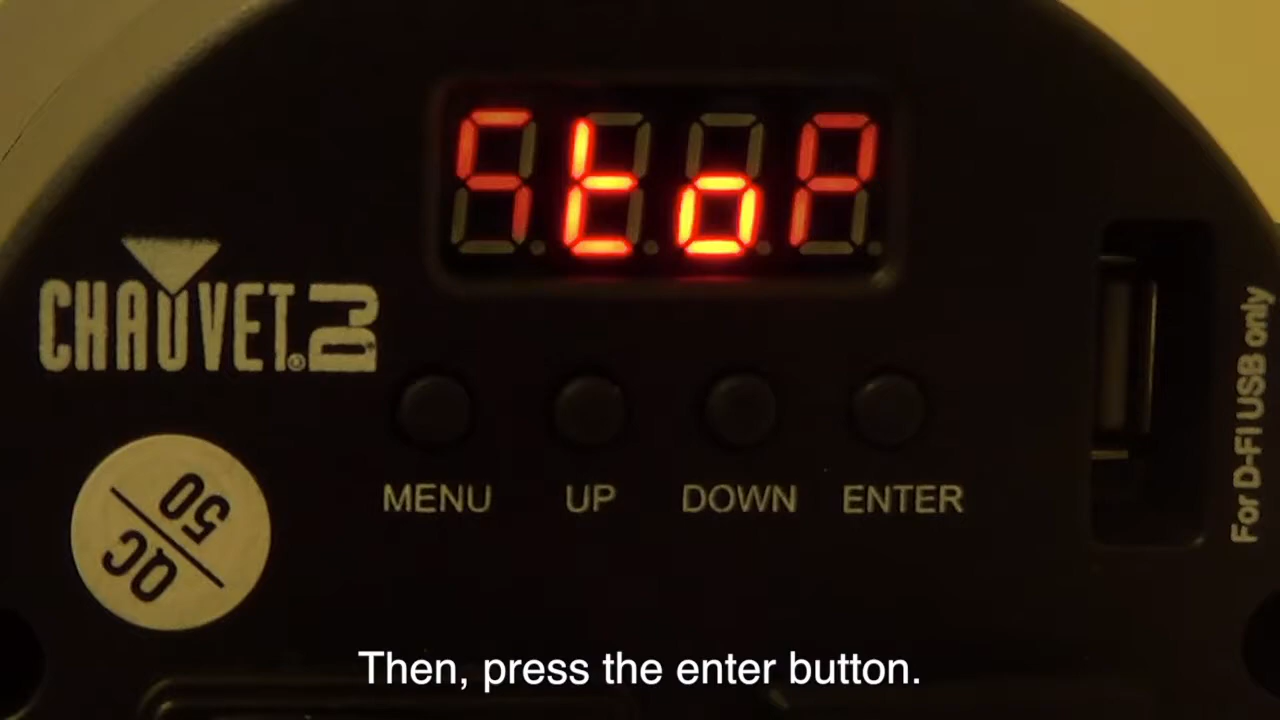 StoP
CHAUVET® DJ
MENU UP DOWN ENTER
For D-FI USB only
QC
50
Then, press the enter button.